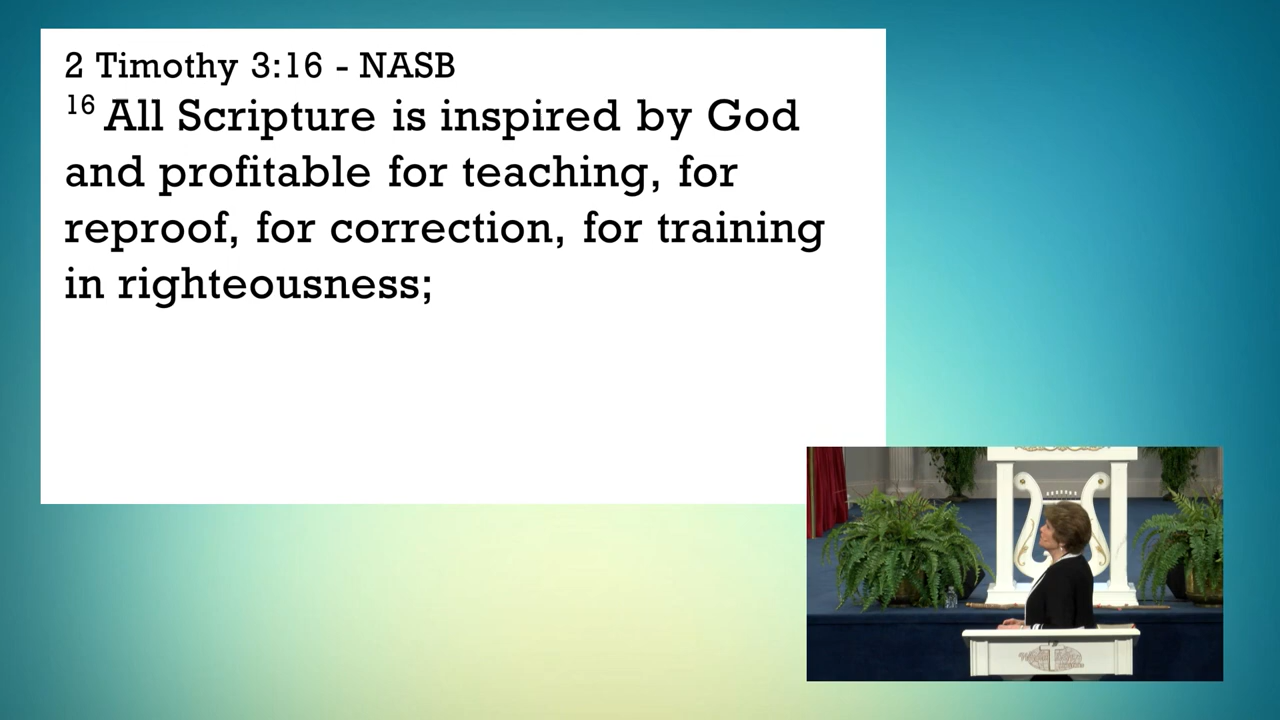 2 Timothy 3:16 - NASB
16 All Scripture is inspired by God
and profitable for teaching, for
reproof, for correction, for training
in righteousness;